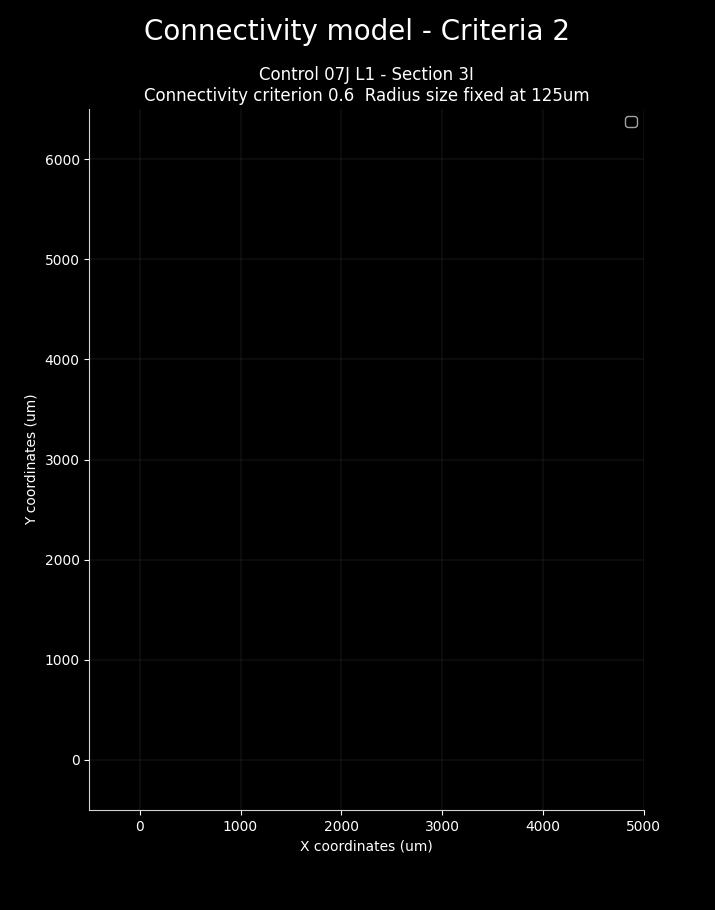 Connectivity model - Criteria 2
Control 07J L1 - Section 3I
Connectivity criterion 0.6  Radius size fixed at 125um
6000
5000
4000
3000
2000
1000
0
Y coordinates (um)
0 1000 2000 3000 4000 5000
X coordinates (um)